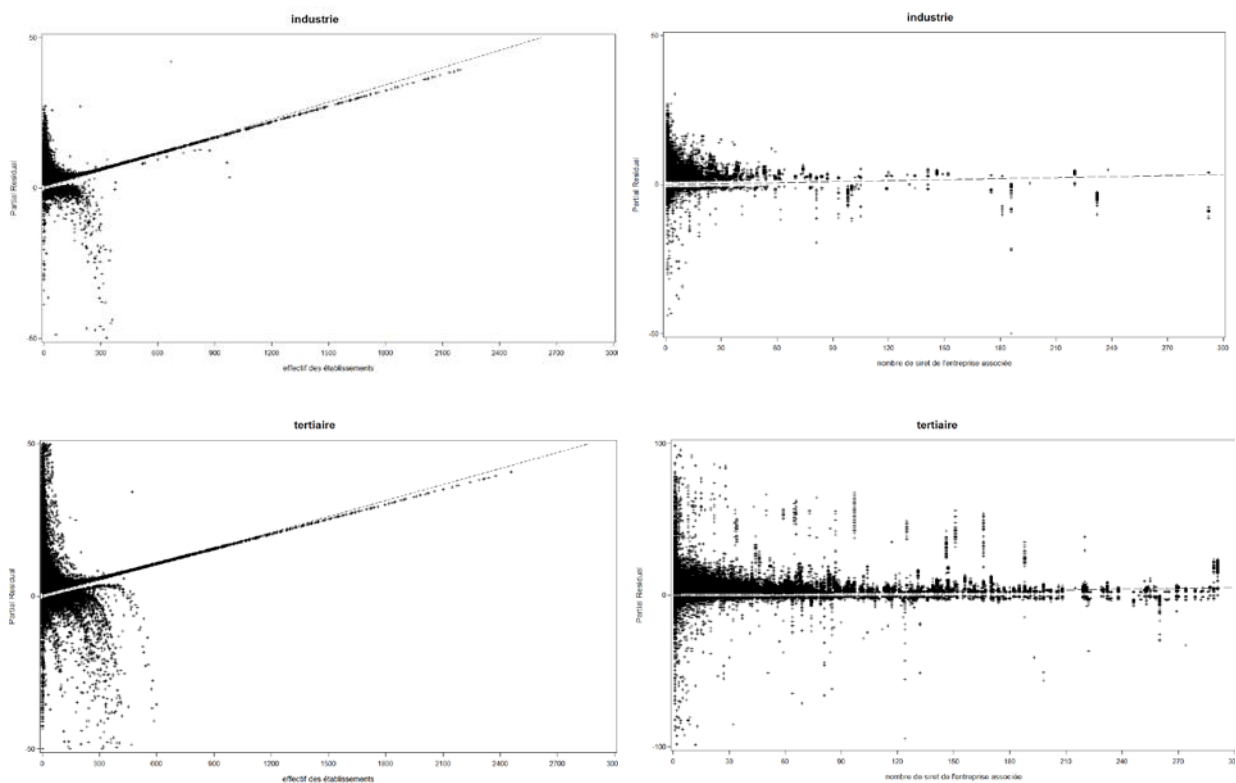 industrie
50
0
-50
Partial Residual
0 300 600 900 1200 1500 1800 2100 2400 2700 3000
effectif des établissements
industrie
50
0
-50
Partial Residual
0 30 60 90 120 150 180 210 240 270 300
nombre de siret de l'entreprise associée
tertiaire
50
0
-50
Partial Residual
0 300 600 900 1200 1500 1800 2100 2400 2700 3000
effectif des établissements
tertiaire
100
0
-100
Partial Residual
0 30 60 90 120 150 180 210 240 270 300
nombre de siret de l'entreprise associée